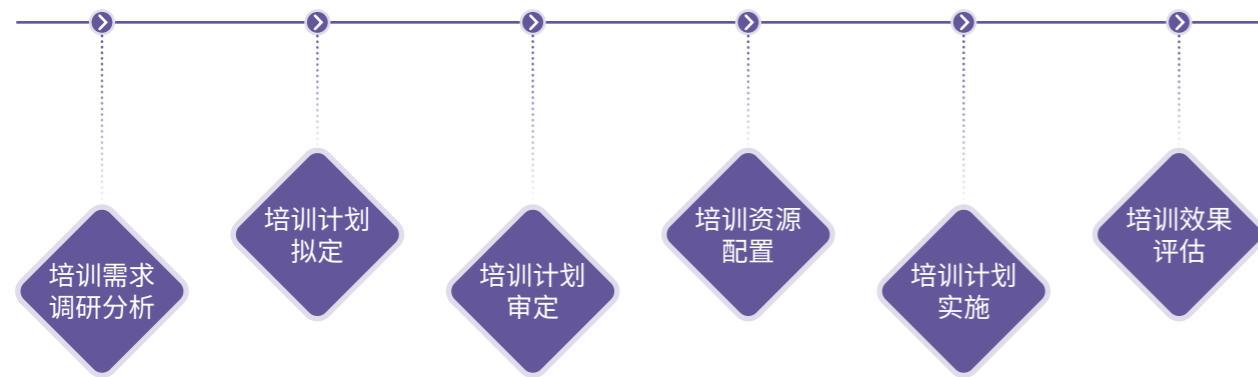 培训需求
调研分析
培训计划
拟定
培训计划
审定
培训资源
配置
培训计划
实施
培训效果
评估